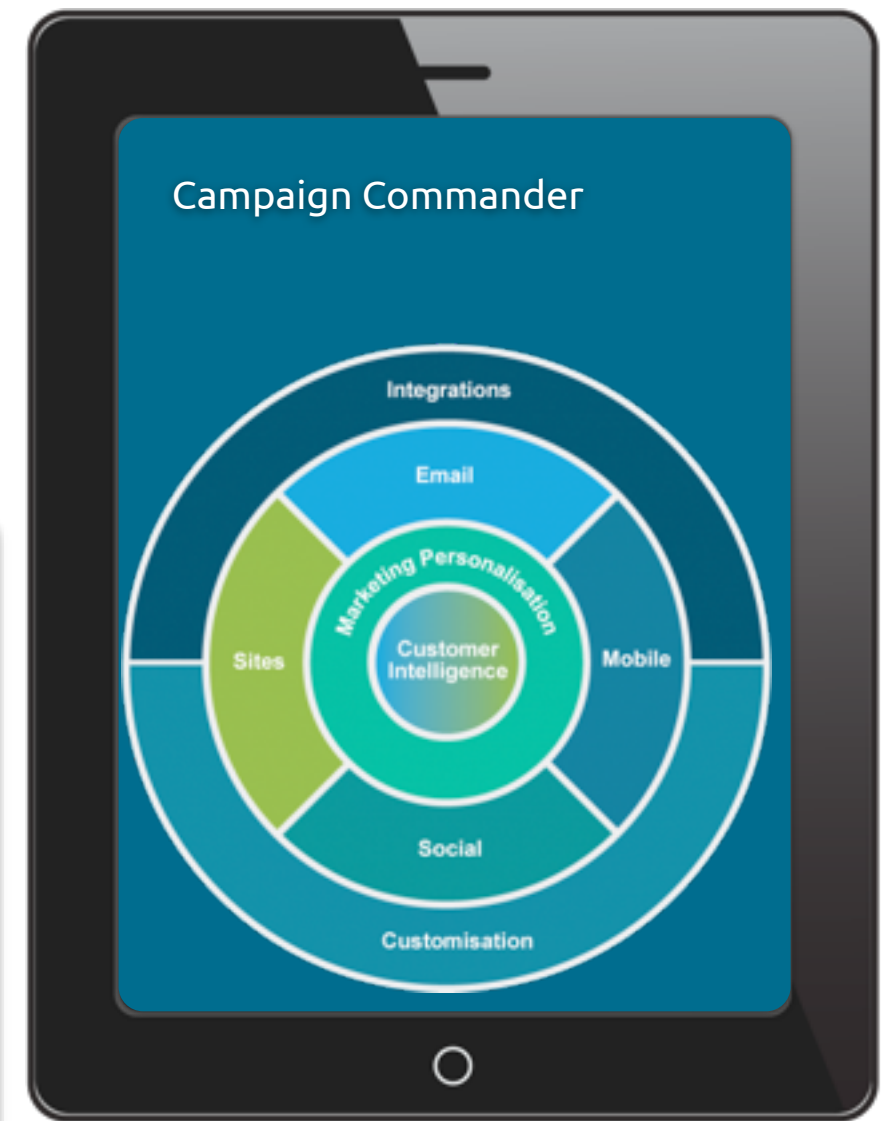 Campaign Commander
Integrations
Email
Marketing Personalisation
Customer
Intelligence
Sites
Mobile
Social
Customisation